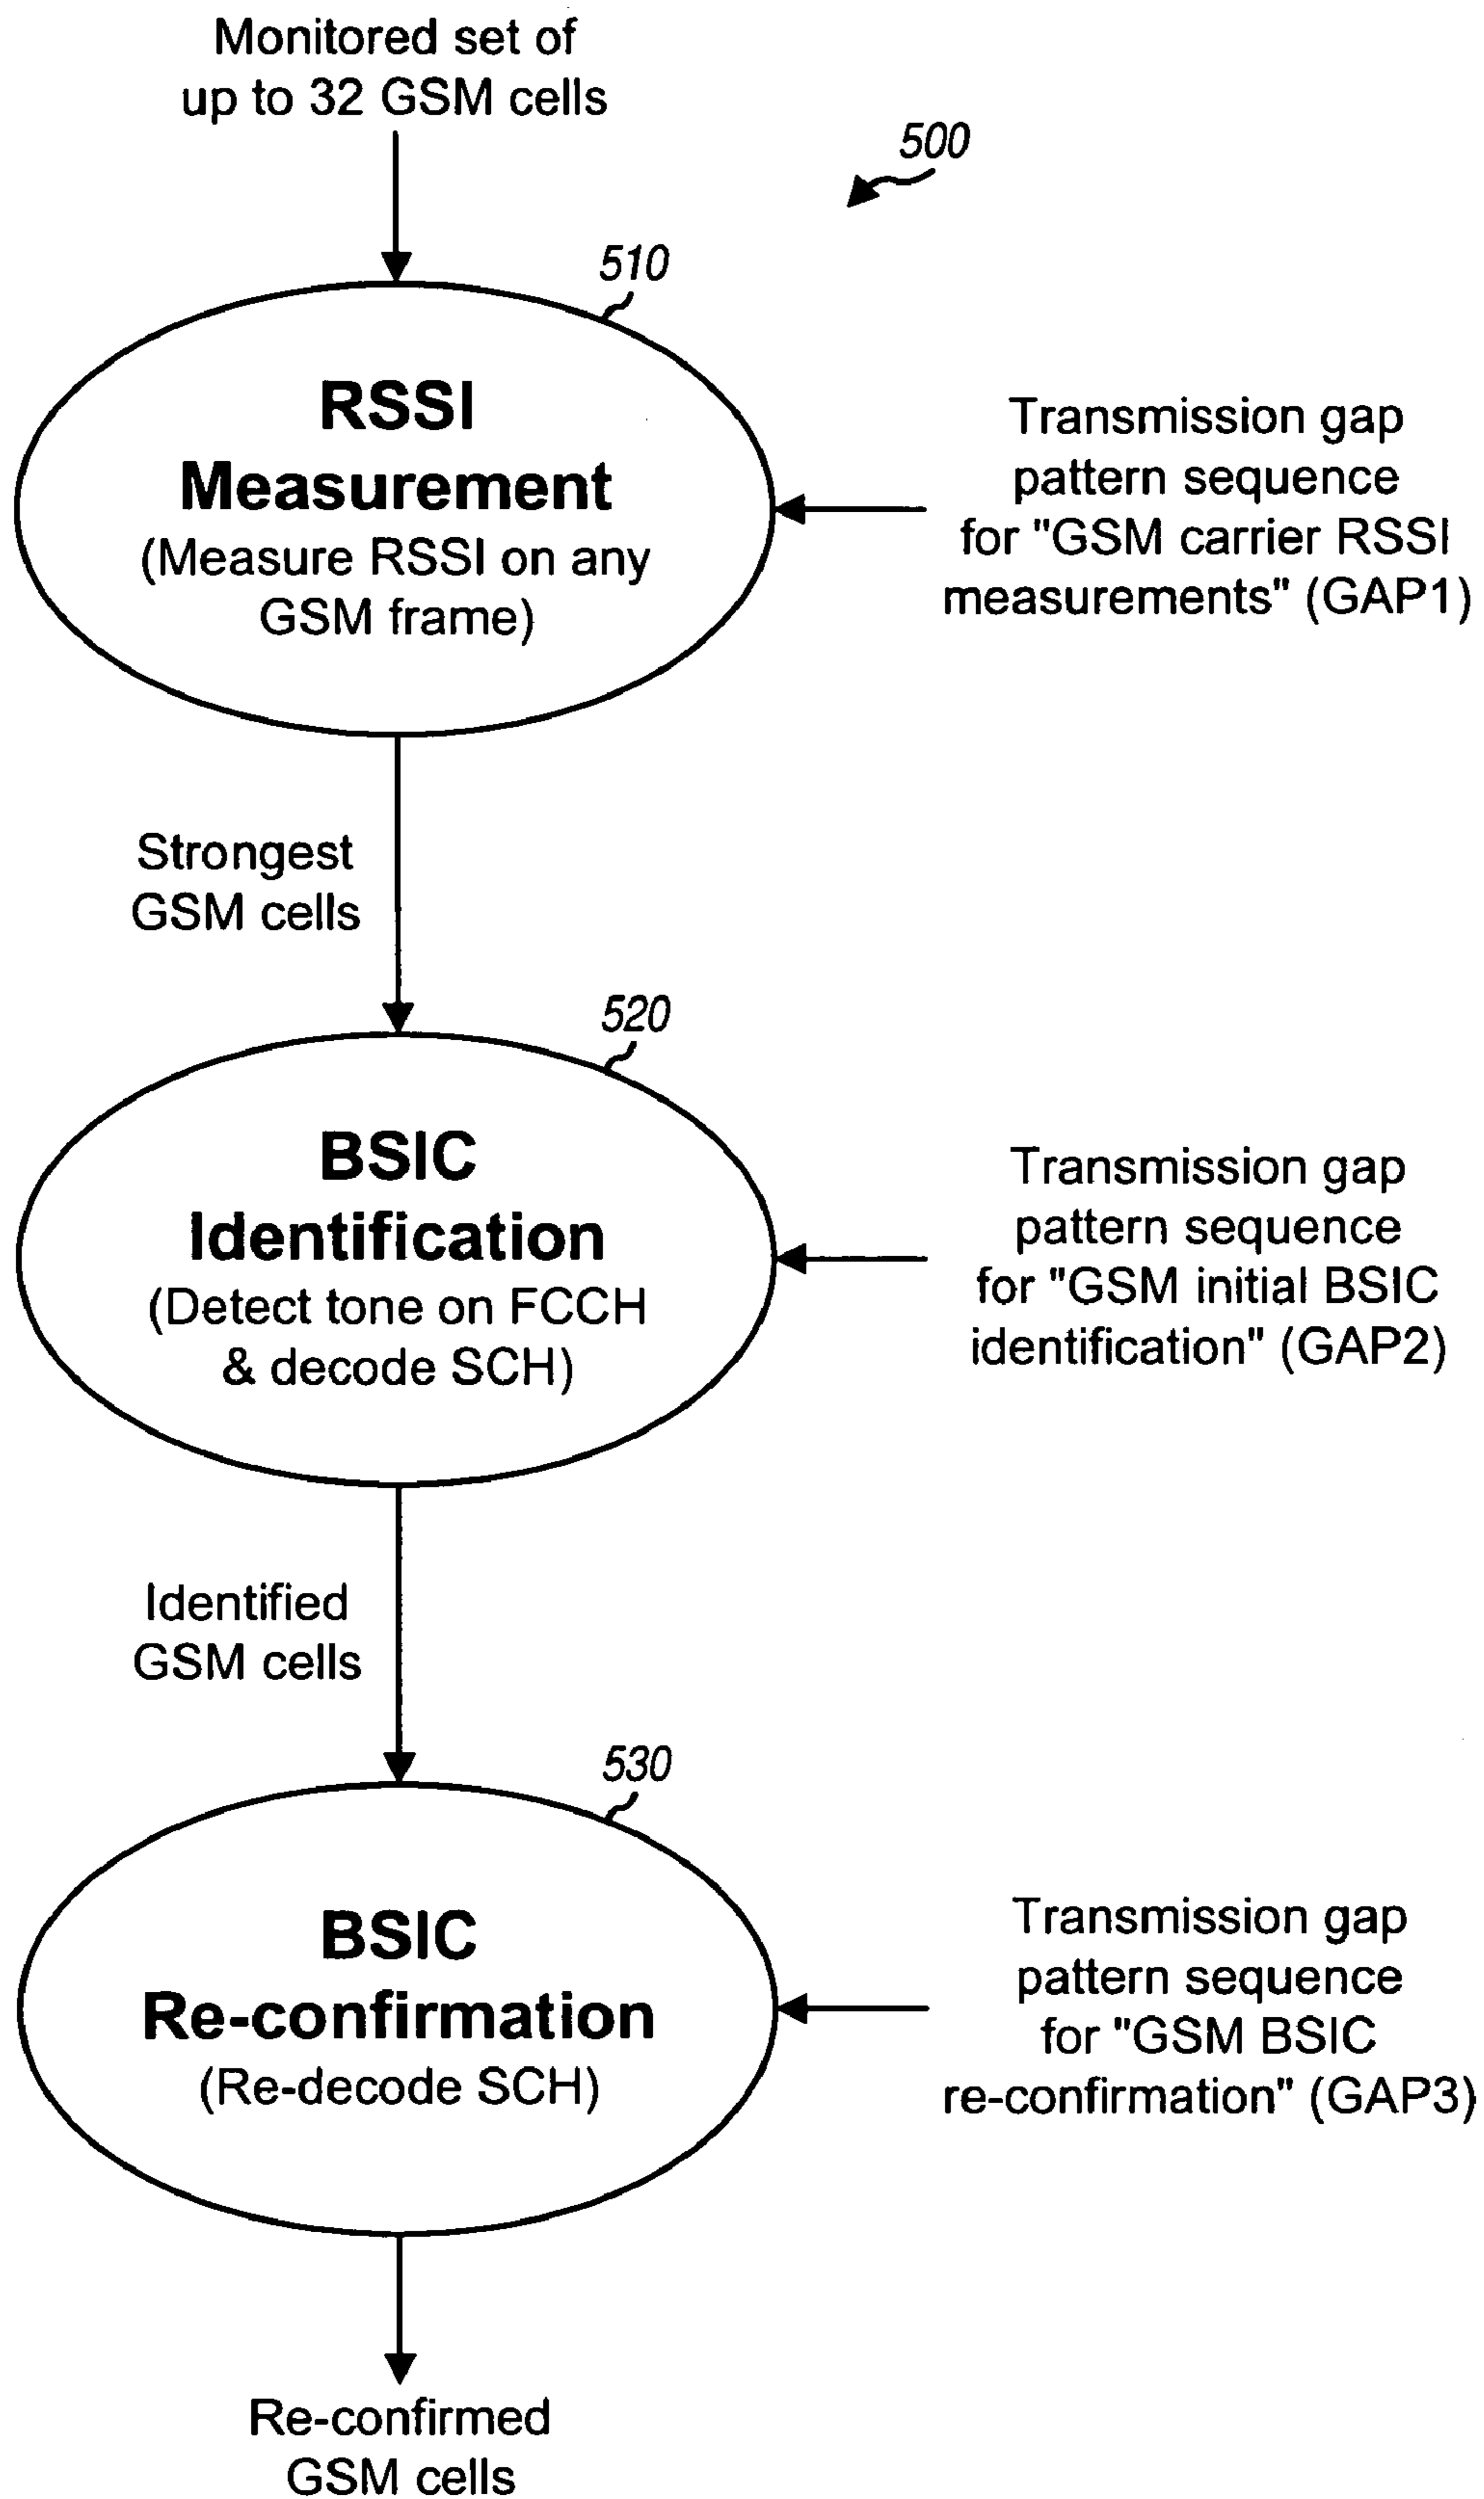 Monitored set of
up to 32 GSM cells
500
510
RSSI
Measurement
(Measure RSSI on any
GSM frame)
Transmission gap
pattern sequence
for "GSM carrier RSSI
measurements" (GAP1)
Strongest
GSM cells
520
BSIC
Identification
(Detect tone on FCCH
& decode SCH)
Transmission gap
pattern sequence
for "GSM initial BSIC
identification" (GAP2)
Identified
GSM cells
530
BSIC
Re-confirmation
(Re-decode SCH)
Transmission gap
pattern sequence
for "GSM BSIC
re-confirmation" (GAP3)
Re-confirmed
GSM cells